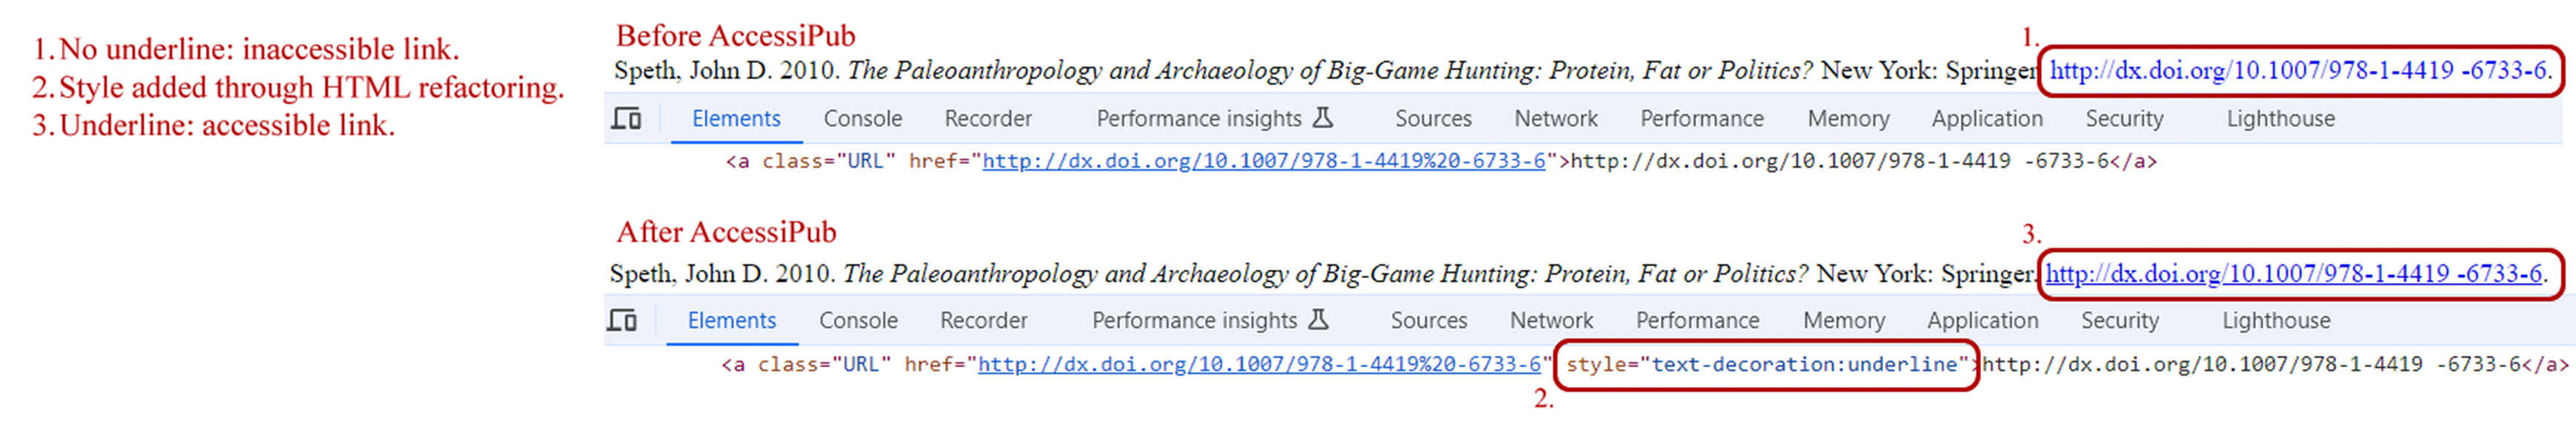 1. No underline: inaccessible link.
2. Style added through HTML refactoring.
3. Underline: accessible link.
Before AccessiPub
1.
Speth, John D. 2010. The Paleoanthropology and Archaeology of Big-Game Hunting: Protein, Fat or Politics? New York: Springer. http://dx.doi.org/10.1007/978-1-4419 -6733-6.
Elements Console Recorder Performance insights Sources Network Performance Memory Application Security Lighthouse
<a class="URL" href="http://dx.doi.org/10.1007/978-1-4419%20-6733-6">http://dx.doi.org/10.1007/978-1-4419 -6733-6</a>
After AccessiPub
3.
Speth, John D. 2010. The Paleoanthropology and Archaeology of Big-Game Hunting: Protein, Fat or Politics? New York: Springer. http://dx.doi.org/10.1007/978-1-4419 -6733-6.
Elements Console Recorder Performance insights Sources Network Performance Memory Application Security Lighthouse
<a class="URL" href="http://dx.doi.org/10.1007/978-1-4419%20-6733-6" style="text-decoration:underline">http://dx.doi.org/10.1007/978-1-4419 -6733-6</a>
2.